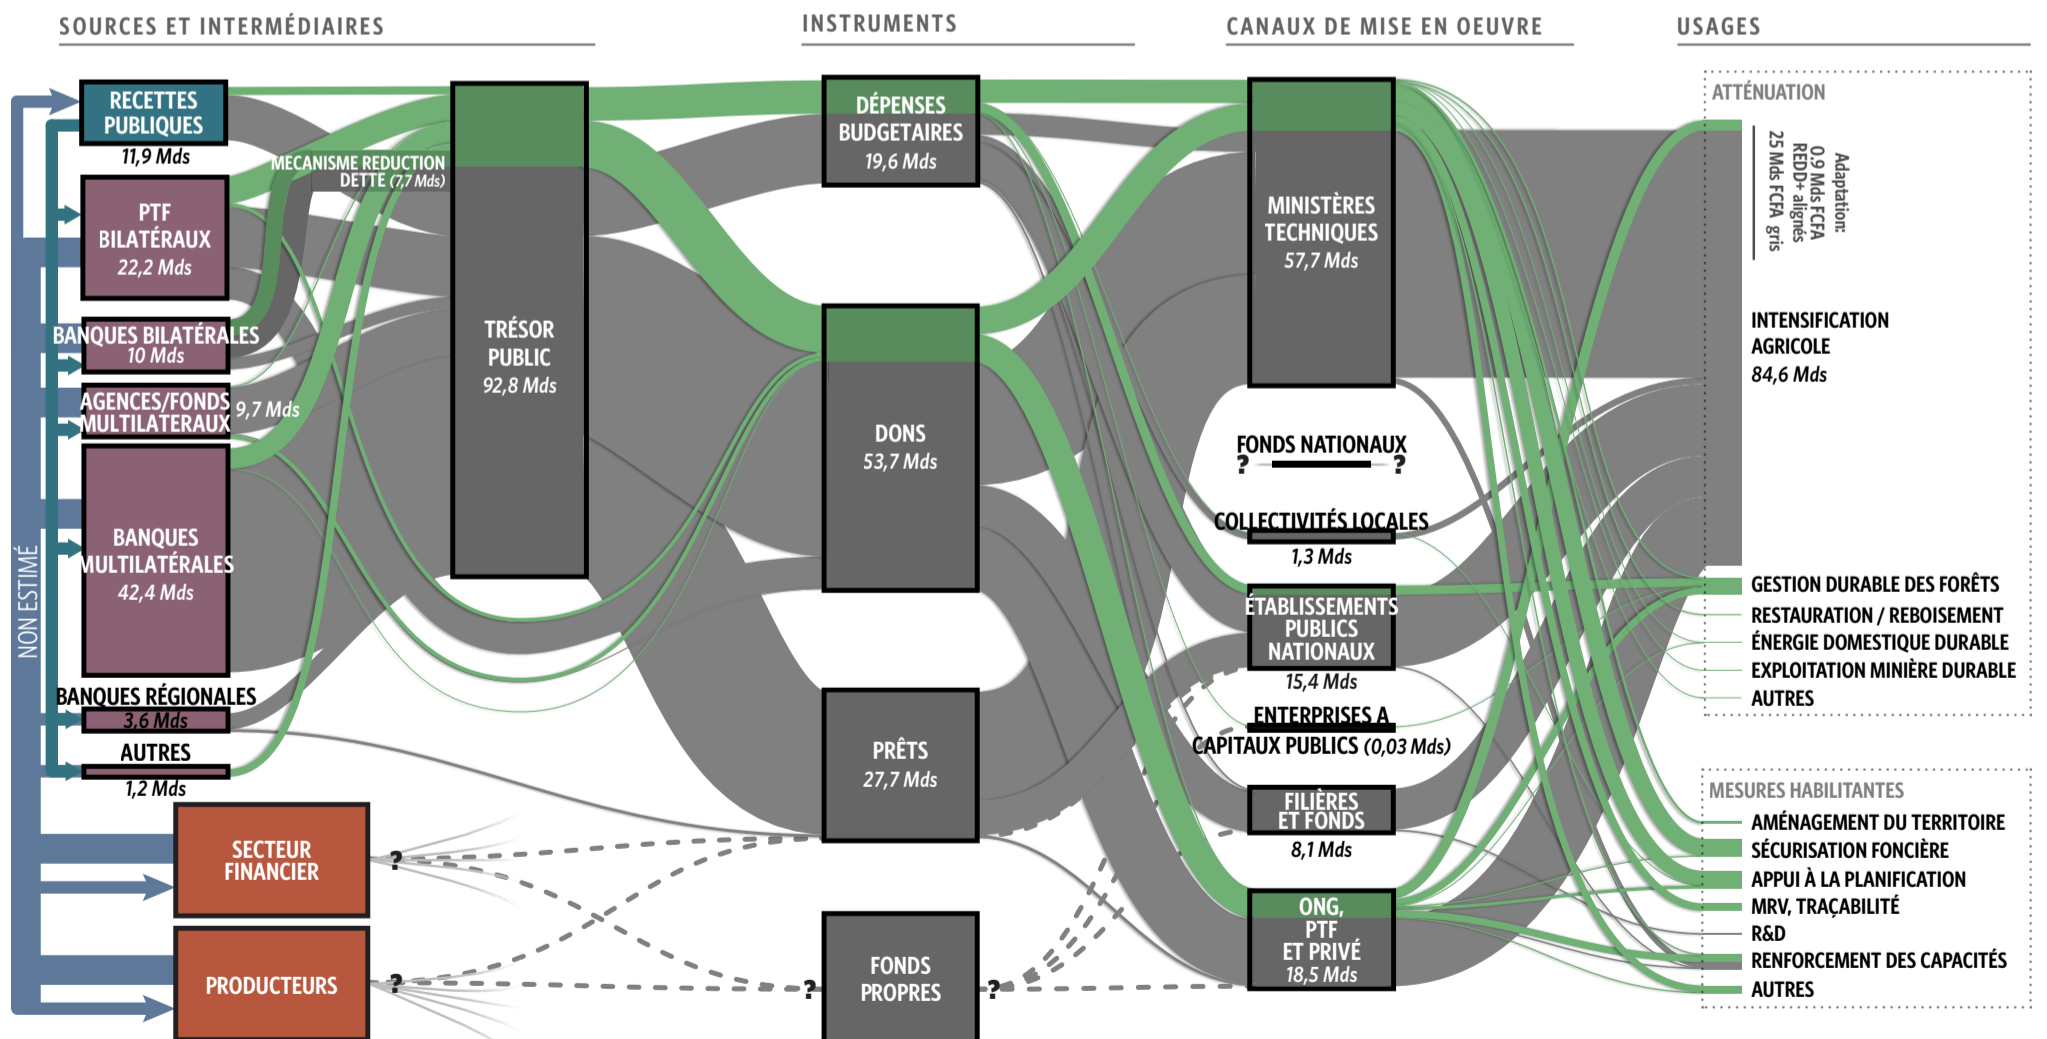 SOURCES ET INTERMÉDIAIRES
INSTRUMENTS
CANAUX DE MISE EN OEUVRE
USAGES
NON ESTIMÉ
RECETTES
PUBLIQUES
11,9 Mds
MECANISME REDUCTION
DETTE (7,7 Mds)
PTF
BILATÉRAUX
22,2 Mds
BANQUES BILATÉRALES
10 Mds
AGENCES/FONDS
MULTILATERAUX
9,7 Mds
BANQUES
MULTILATÉRALES
42,4 Mds
BANQUES RÉGIONALES
3,6 Mds
AUTRES
1,2 Mds
SECTEUR
FINANCIER
?
PRODUCTEURS
?
TRÉSOR
PUBLIC
92,8 Mds
DÉPENSES
BUDGETAIRES
19,6 Mds
DONS
53,7 Mds
PRÊTS
27,7 Mds
?
FONDS
PROPRES
?
MINISTÈRES
TECHNIQUES
57,7 Mds
FONDS NATIONAUX
? ?
COLLECTIVITÉS LOCALES
1,3 Mds
ÉTABLISSEMENTS
PUBLICS
NATIONAUX
15,4 Mds
ENTERPRISES A
CAPITAUX PUBLICS (0,03 Mds)
FILIÈRES
ET FONDS
8,1 Mds
ONG,
PTF
ET PRIVÉ
18,5 Mds
ATTÉNUATION
Adaptation:
0.9 Mds FCFA
REDD+ alignés
25 Mds FCFA gris
INTENSIFICATION
AGRICOLE
84,6 Mds
GESTION DURABLE DES FORÊTS
RESTAURATION / REBOISEMENT
ÉNERGIE DOMESTIQUE DURABLE
EXPLOITATION MINIÈRE DURABLE
AUTRES
MESURES HABILITANTES
AMÉNAGEMENT DU TERRITOIRE
SÉCURISATION FONCIÈRE
APPUI À LA PLANIFICATION
MRV, TRAÇABILITÉ
R&D
RENFORCEMENT DES CAPACITÉS
AUTRES